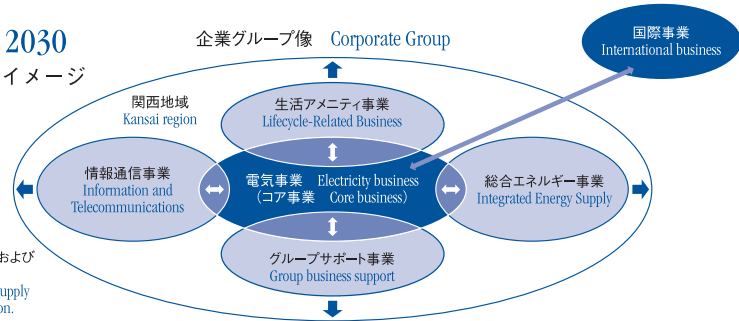 2030
イメージ
企業グループ像 Corporate Group
国際事業
International business
関西地域
Kansai region
生活アメニティ事業
Lifecycle-Related Business
情報通信事業
Information and
Telecommunications
電気事業 Electricity business
(コア事業 Core business)
総合エネルギー事業
Integrated Energy Supply
グループサポート事業
Group business support
および
upply
on.